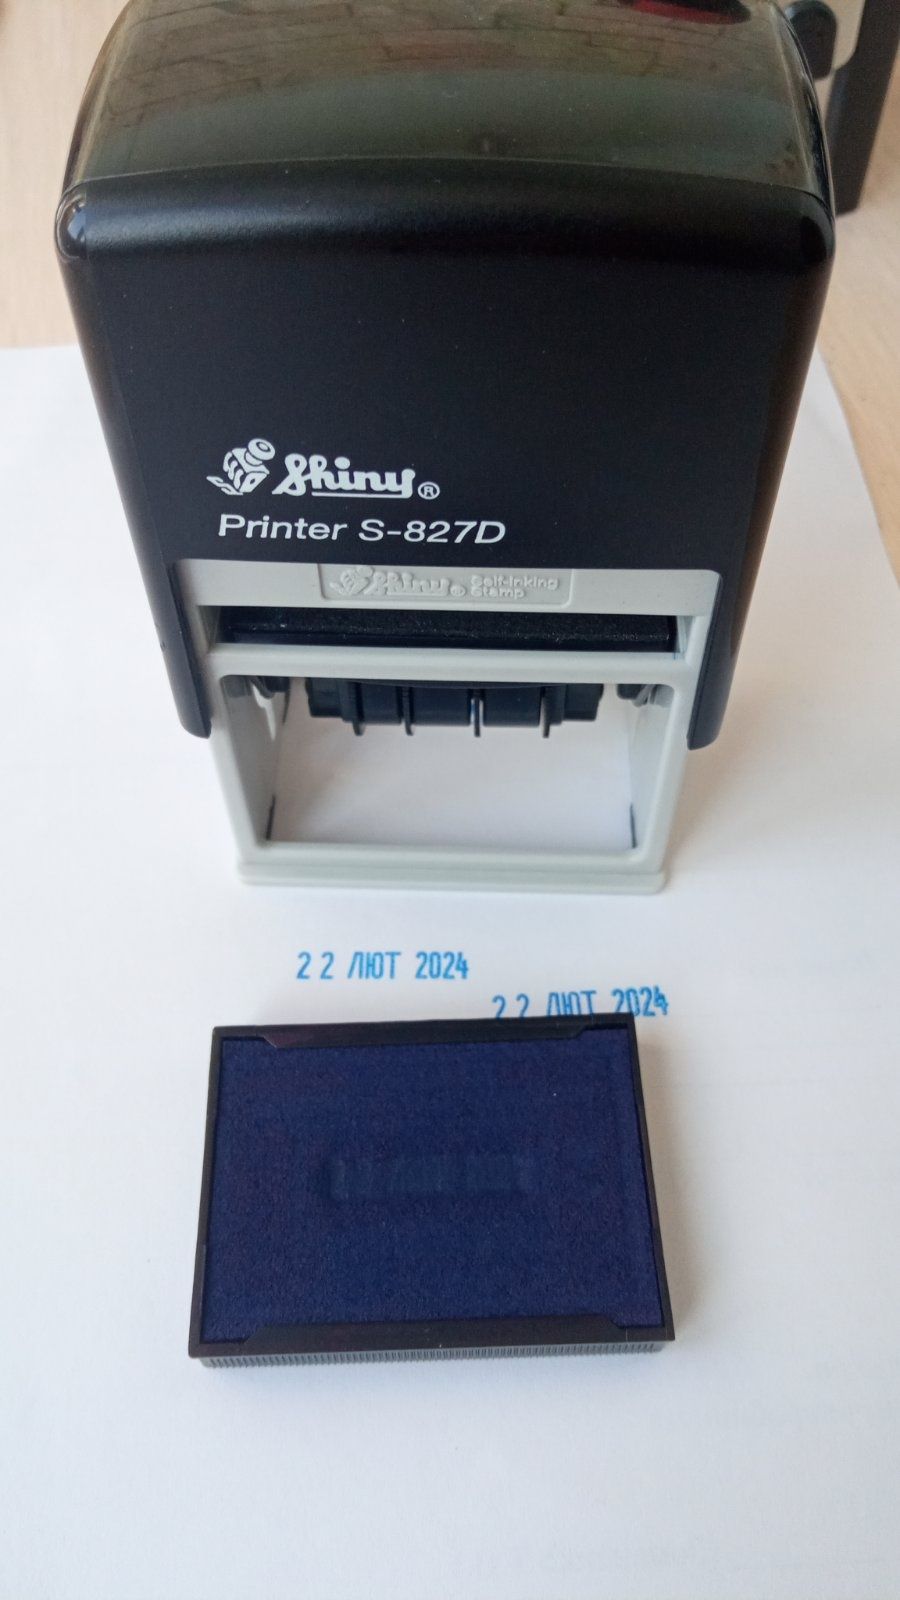 Shiny®
Printer S-827D
Shiny® Self-Inking
Stamp
22 ЛЮТ 2024
22 ЛЮТ 2024